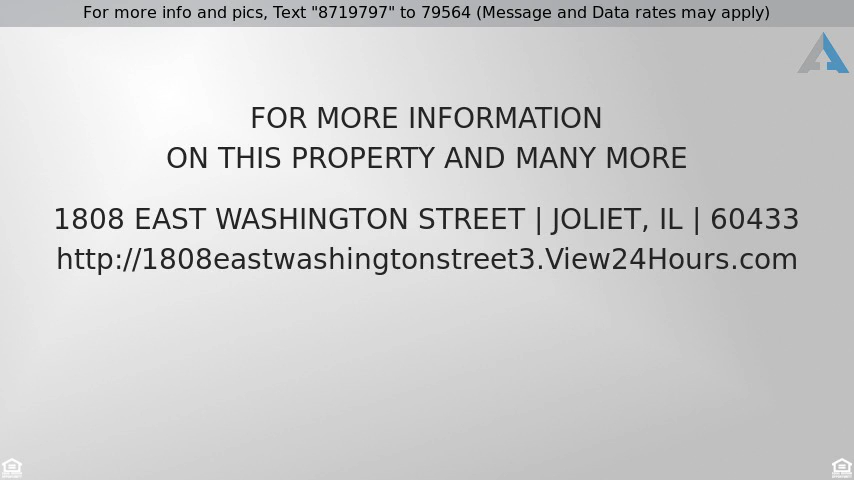 For more info and pics, Text "8719797" to 79564 (Message and Data rates may apply)
FOR MORE INFORMATION
ON THIS PROPERTY AND MANY MORE
1808 EAST WASHINGTON STREET | JOLIET, IL | 60433
http://1808eastwashingtonstreet3.View24Hours.com